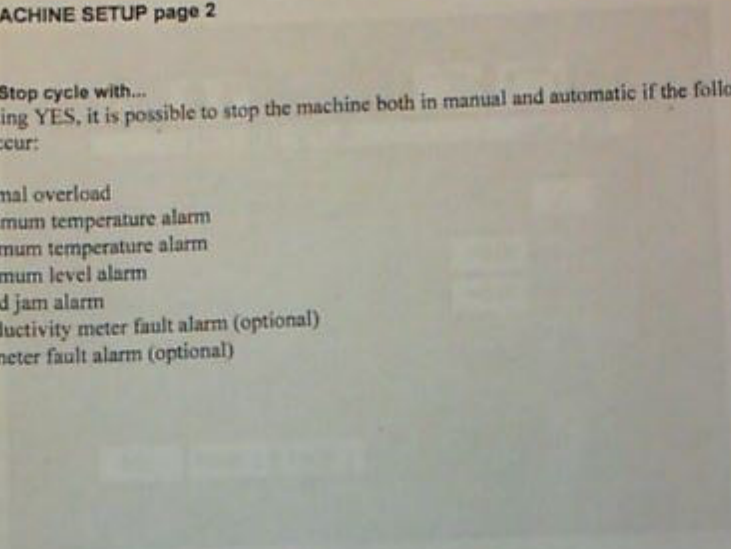 ACHINE SETUP page 2
Stop cycle with...
ing YES, it is possible to stop the machine both in manual and automatic if the follo
ccur:
mal overload
mum temperature alarm
mum temperature alarm
mum level alarm
d jam alarm
luctivity meter fault alarm (optional)
neter fault alarm (optional)